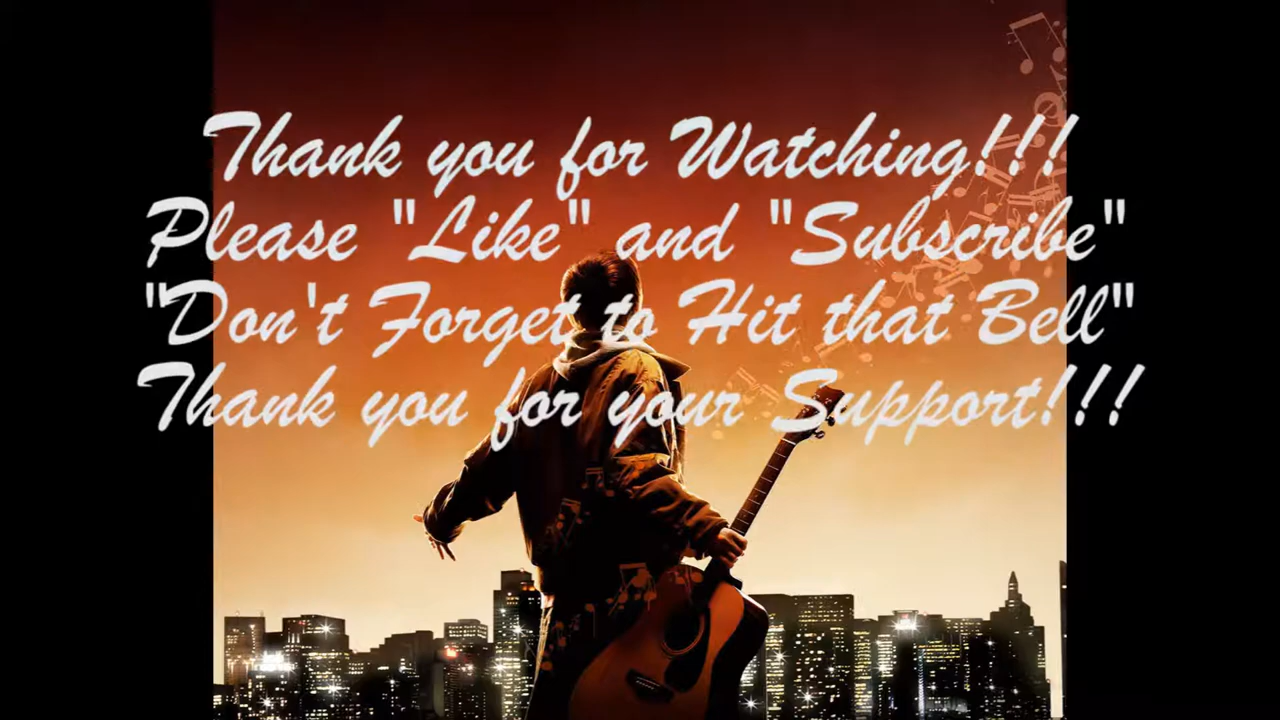 Thank you for Watching!!!
Please "Like" and "Subscribe"
"Don't Forget to Hit that Bell"
Thank you for your Support!!!